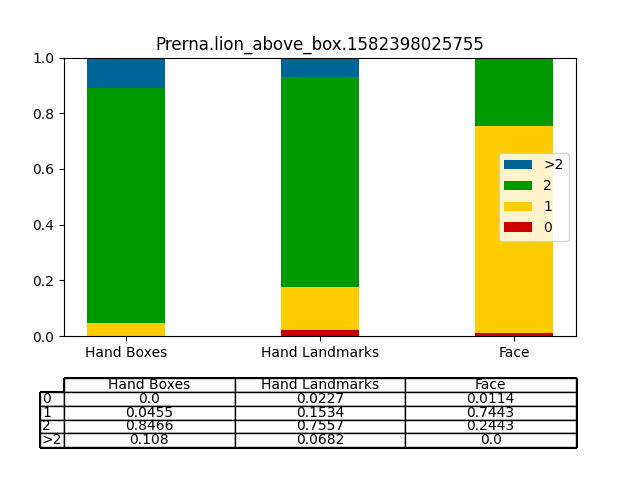 Prerna.lion_above_box.1582398025755
1.0
0.8
0.6
0.4
0.2
0.0
>2
2
1
0
Hand Boxes Hand Landmarks Face
Hand Boxes Hand Landmarks Face
0 0.0 0.0227 0.0114
1 0.0455 0.1534 0.7443
2 0.8466 0.7557 0.2443
>2 0.108 0.0682 0.0